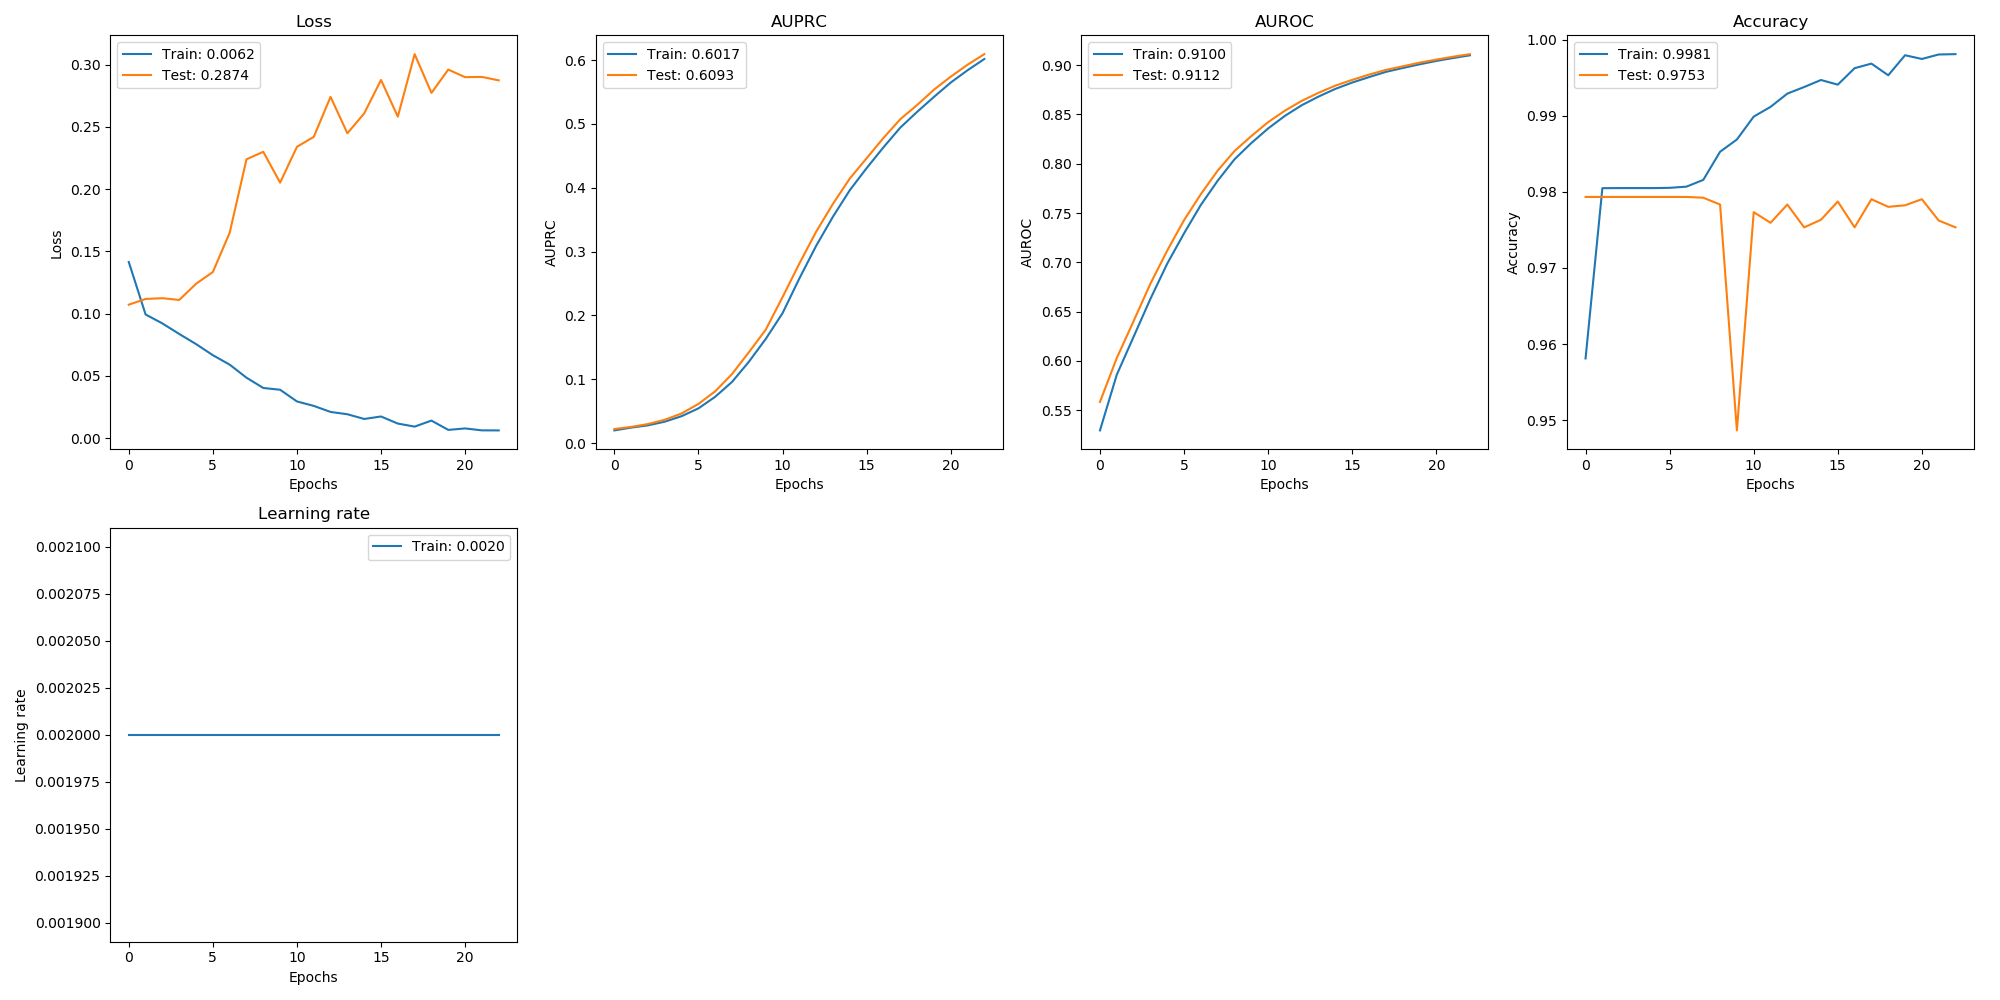 Loss
Train: 0.0062
Test: 0.2874
0.30
0.25
0.20
0.15
0.10
0.05
0.00
Loss
0 5 10 15 20
Epochs
AUPRC
Train: 0.6017
Test: 0.6093
0.6
0.5
0.4
0.3
0.2
0.1
0.0
AUPRC
0 5 10 15 20
Epochs
AUROC
Train: 0.9100
Test: 0.9112
0.90
0.85
0.80
0.75
0.70
0.65
0.60
0.55
AUROC
0 5 10 15 20
Epochs
Accuracy
Train: 0.9981
Test: 0.9753
1.00
0.99
0.98
0.97
0.96
0.95
Accuracy
0 5 10 15 20
Epochs
Learning rate
Train: 0.0020
0.002100
0.002075
0.002050
0.002025
0.002000
0.001975
0.001950
0.001925
0.001900
Learning rate
0 5 10 15 20
Epochs